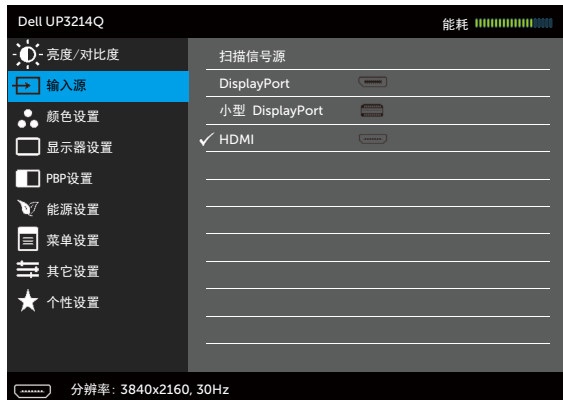 Dell UP3214Q
能耗
亮度/对比度
输入源
颜色设置
显示器设置
PBP设置
能源设置
菜单设置
其它设置
个性设置
扫描信号源
DisplayPort
小型 DisplayPort
HDMI
分辨率: 3840x2160, 30Hz